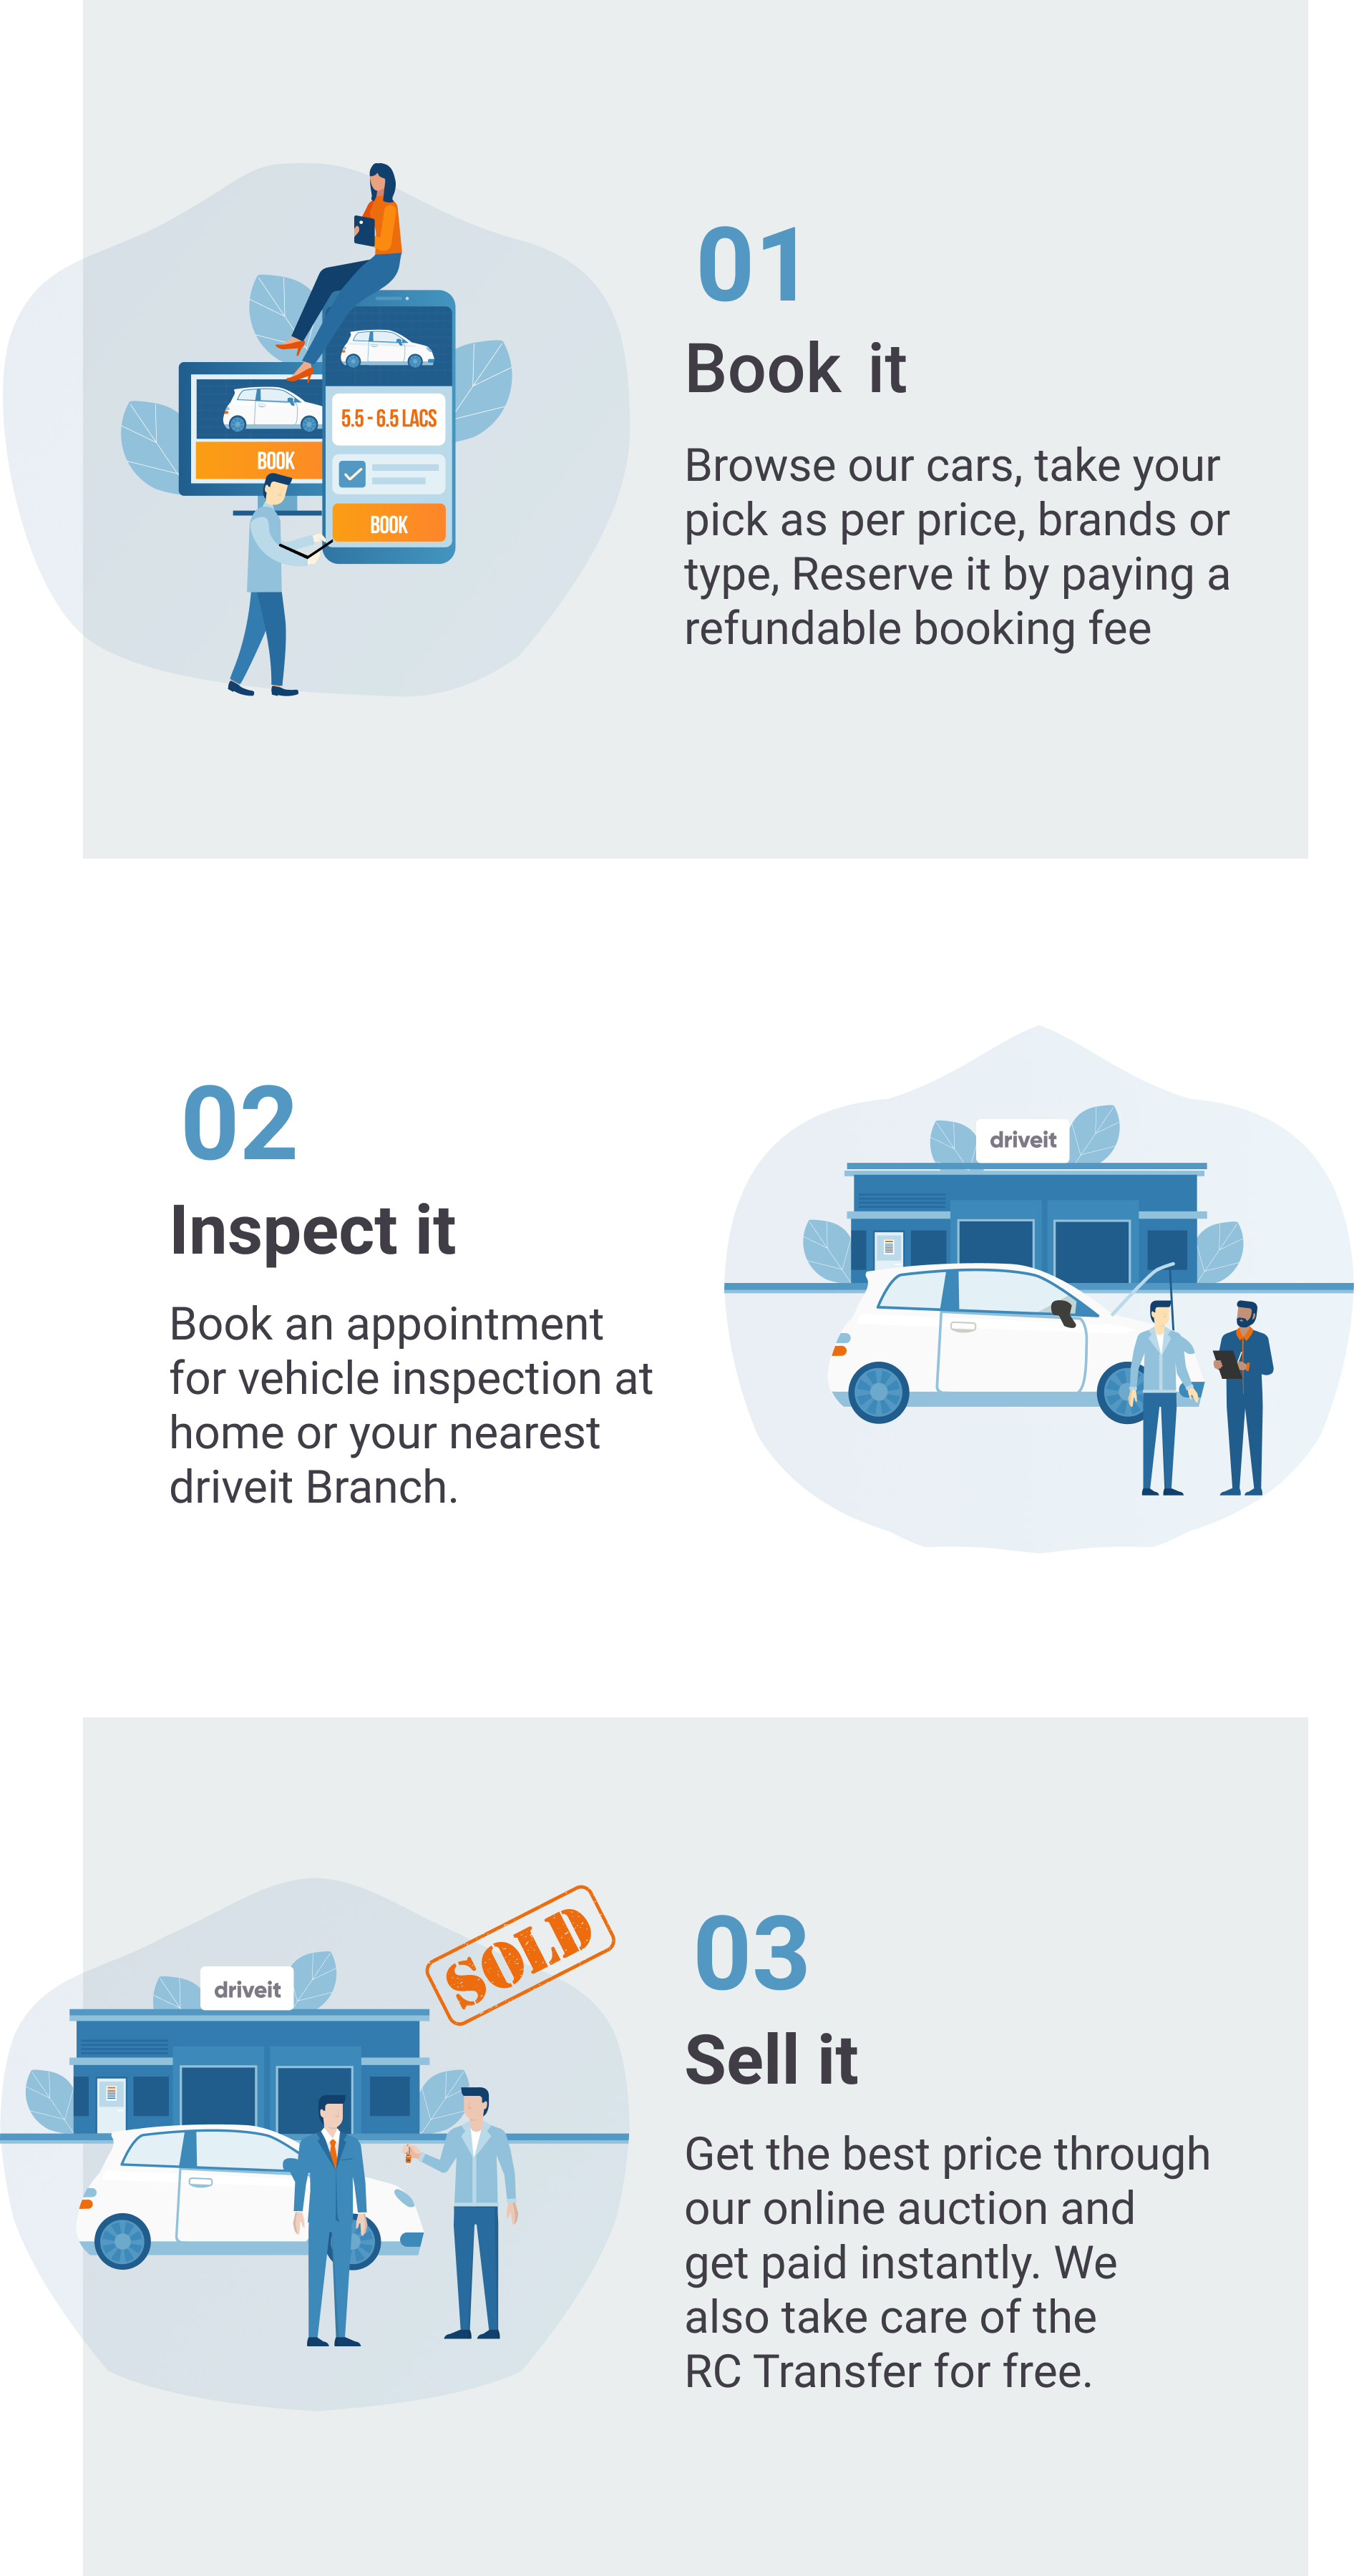 01
Book it
Browse our cars, take your
pick as per price, brands or
type, Reserve it by paying a
refundable booking fee
5.5 - 6.5 LACS
BOOK
BOOK
02
Inspect it
Book an appointment
for vehicle inspection at
home or your nearest
driveit Branch.
driveit
SOLD
driveit
03
Sell it
Get the best price through
our online auction and
get paid instantly. We
also take care of the
RC Transfer for free.